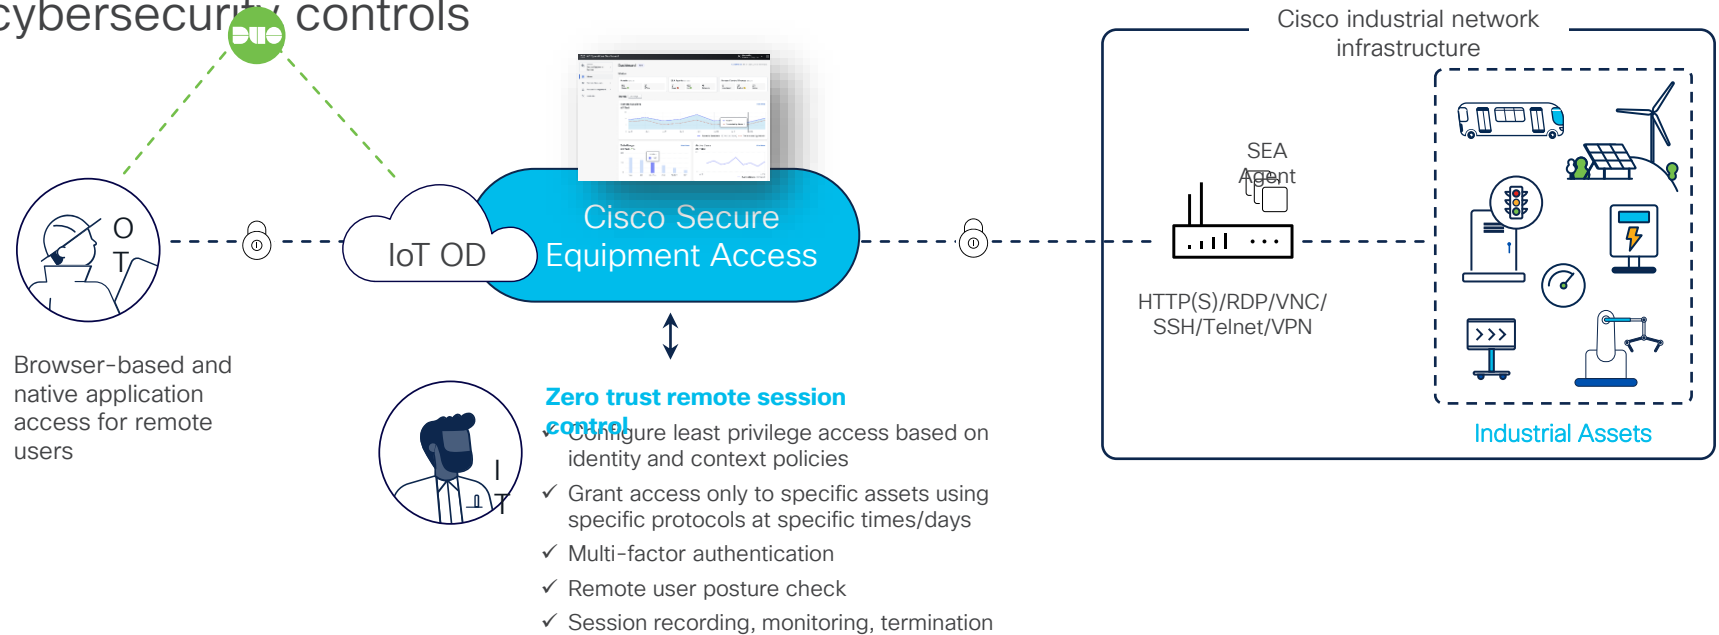 cybersecurity controls
DUO
Cisco industrial network
infrastructure
SEA
Agent
O
T
IoT OD
Cisco Secure
Equipment Access
HTTP(S)/RDP/VNC/
SSH/Telnet/VPN
Browser-based and
native application
access for remote
users
Industrial Assets
I
T
Zero trust remote session
control
✓ Configure least privilege access based on
identity and context policies
✓ Grant access only to specific assets using
specific protocols at specific times/days
✓ Multi-factor authentication
✓ Remote user posture check
✓ Session recording, monitoring, termination